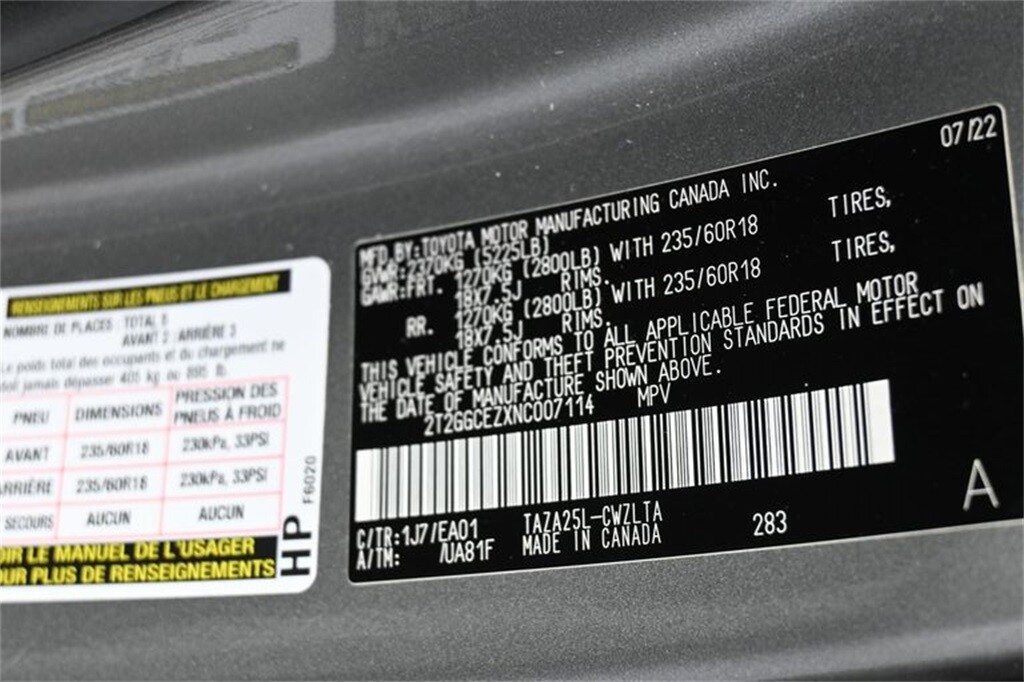 RENSEIGNEMENTS SUR LES PNEUS ET LE CHARGEMENT
NOMBRE DE PLACES : TOTAL 5
AVANT 2 : ARRIÈRE 3
Le poids total des occupants et du chargement ne
jamais dépasser 405 kg ou 895 lb.
PNEU DIMENSIONS PRESSION DES PNEUS À FROID
AVANT 235/60R18 230kPa, 33PSI
ARRIÈRE 235/60R18 230kPa, 33PSI
SECOURS AUCUN AUCUN
LE MANUEL DE L'USAGER
PLUS DE RENSEIGNEMENTS
HP F6020
07/22
MFD.BY:TOYOTA MOTOR MANUFACTURING CANADA INC.
GVWR:2370KG (5225LB)
GAWR:FRT. 1270KG (2800LB) WITH 235/60R18 TIRES,
18X7.5J RIMS.
RR. 1270KG (2800LB) WITH 235/60R18 TIRES,
18X7.5J RIMS.
THIS VEHICLE CONFORMS TO ALL APPLICABLE FEDERAL MOTOR
VEHICLE SAFETY AND THEFT PREVENTION STANDARDS IN EFFECT ON
THE DATE OF MANUFACTURE SHOWN ABOVE.
2T2GGCEZXNC007114 MPV
C/TR:1J7/EA01 TAZA25L-CWZLTA
A/TM: /UA81F MADE IN CANADA 283
A